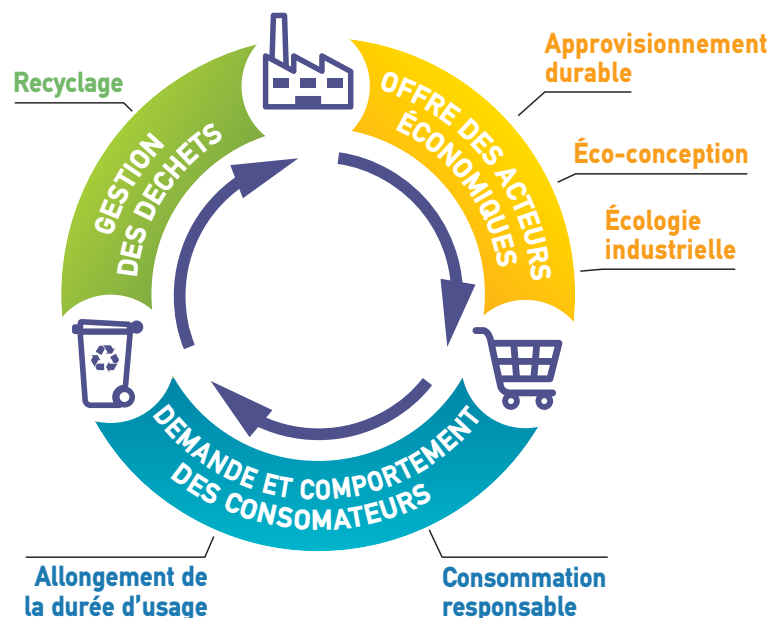 Recyclage
GESTION
DES DECHETS
OFFRE DES ACTEURS
ÉCONOMIQUES
Approvisionnement
durable
Éco-conception
Écologie
industrielle
DEMANDE ET COMPORTEMENT
DES CONSOMATEURS
Allongement de
la durée d'usage
Consommation
responsable